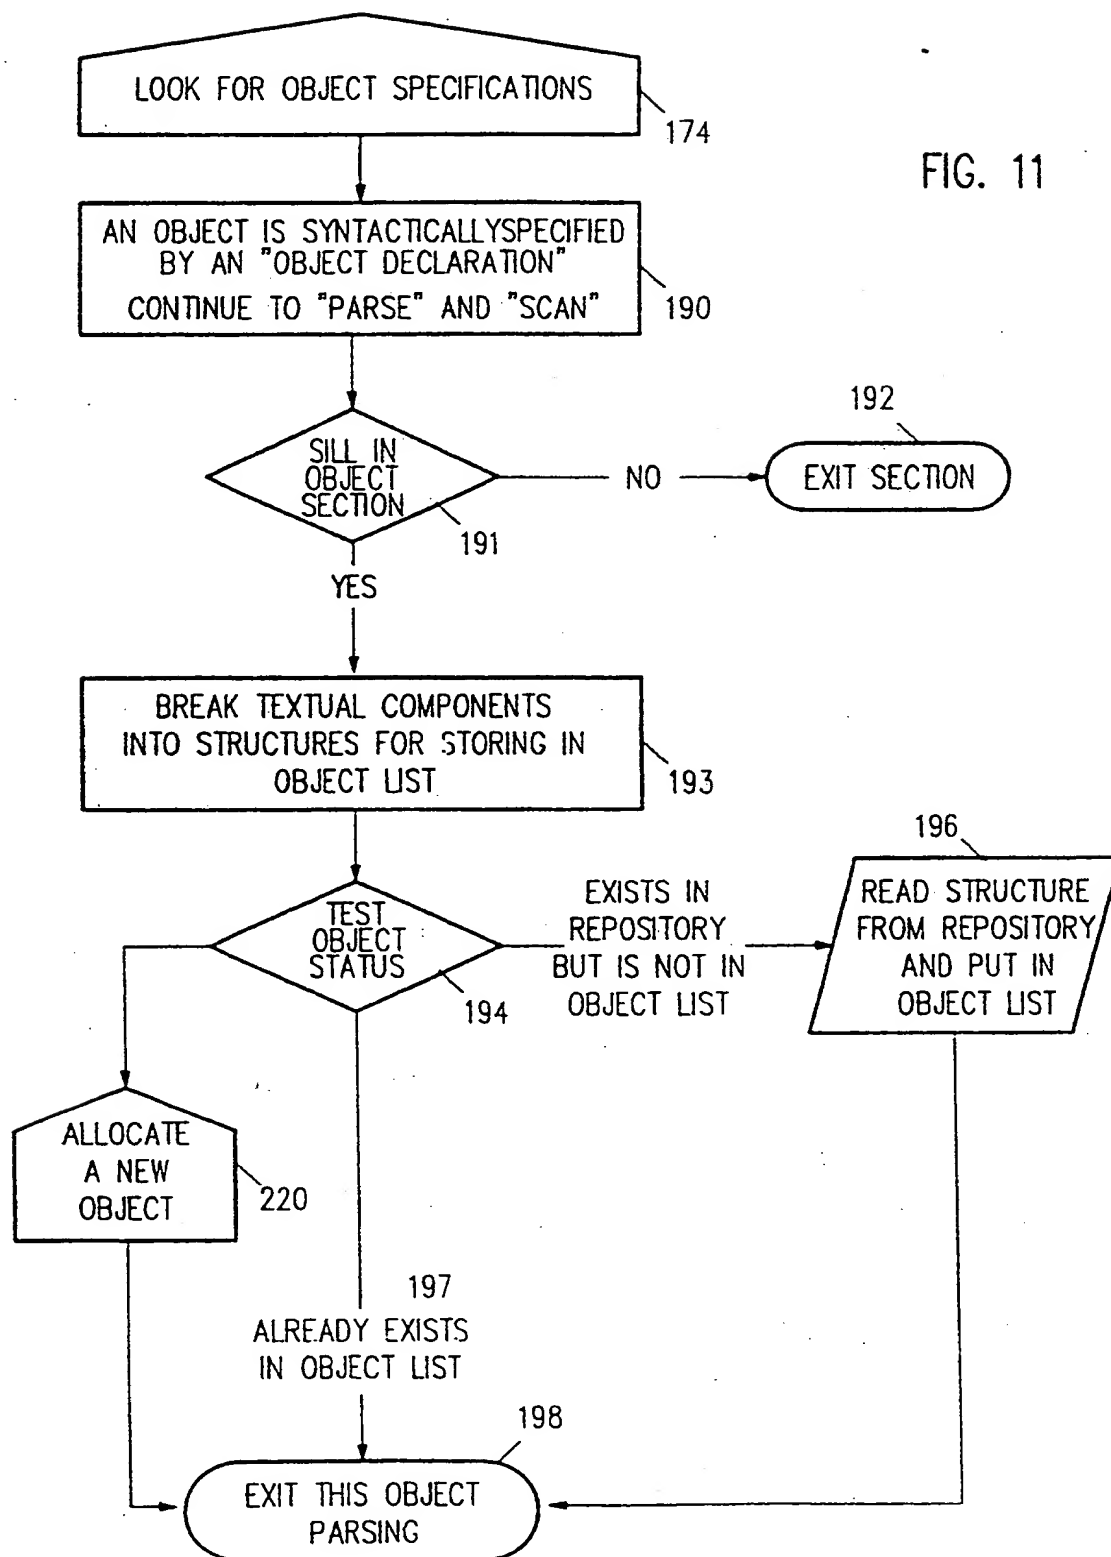 LOOK FOR OBJECT SPECIFICATIONS
174
FIG. 11
AN OBJECT IS SYNTACTICALLYSPECIFIED
BY AN "OBJECT DECLARATION"
CONTINUE TO "PARSE" AND "SCAN"
190
192
SILL IN
OBJECT
SECTION
NO
EXIT SECTION
191
YES
BREAK TEXTUAL COMPONENTS
INTO STRUCTURES FOR STORING IN
OBJECT LIST
193
196
TEST
OBJECT
STATUS
194
EXISTS IN
REPOSITORY
BUT IS NOT IN
OBJECT LIST
READ STRUCTURE
FROM REPOSITORY
AND PUT IN
OBJECT LIST
ALLOCATE
A NEW
OBJECT
220
197
ALREADY EXISTS
IN OBJECT LIST
198
EXIT THIS OBJECT
PARSING